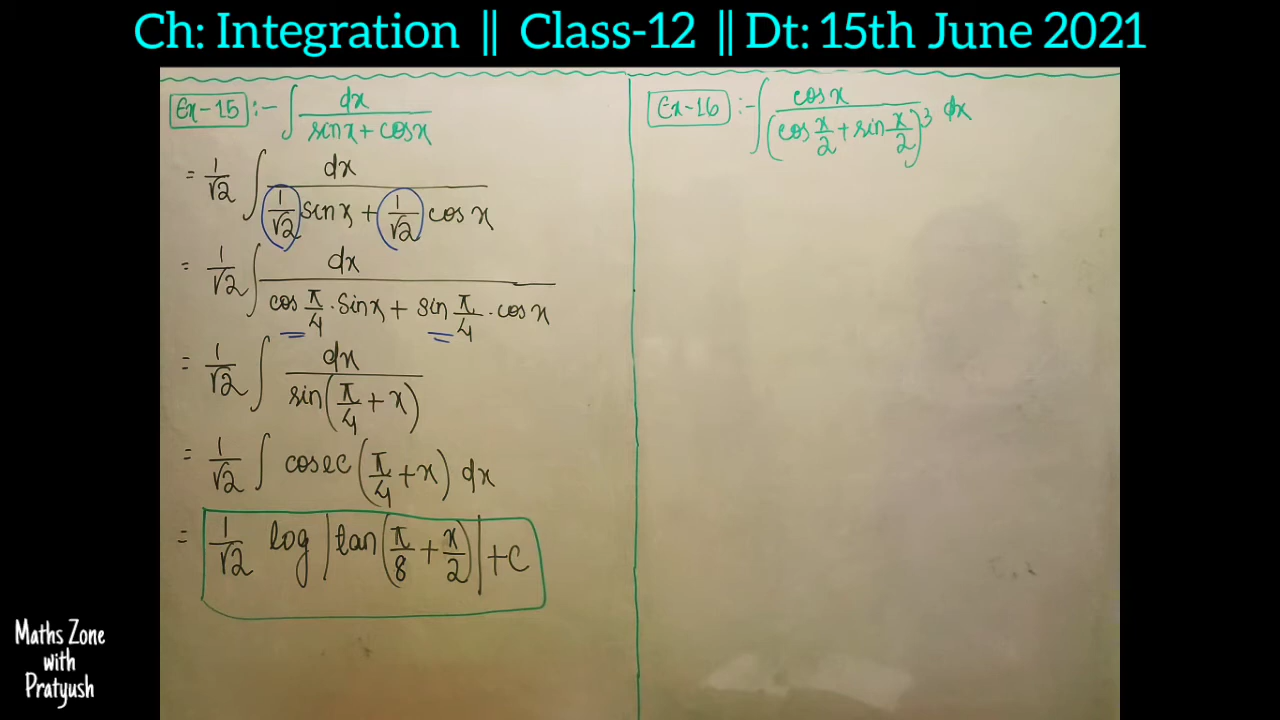 Ch: Integration || Class-12 || Dt: 15th June 2021
Ex-15 :- ∫ dx / (sin x + cos x)
= 1/√2 ∫ dx / (1/√2 sin x + 1/√2 cos x)
= 1/√2 ∫ dx / (cos π/4 · sin x + sin π/4 · cos x)
= 1/√2 ∫ dx / sin(π/4 + x)
= 1/√2 ∫ cosec (π/4 + x) dx
= 1/√2 log |tan(π/8 + x/2)| + c
Ex-16 :- ∫ cos x / (cos x/2 + sin x/2)³ dx
Maths Zone
with
Pratyush